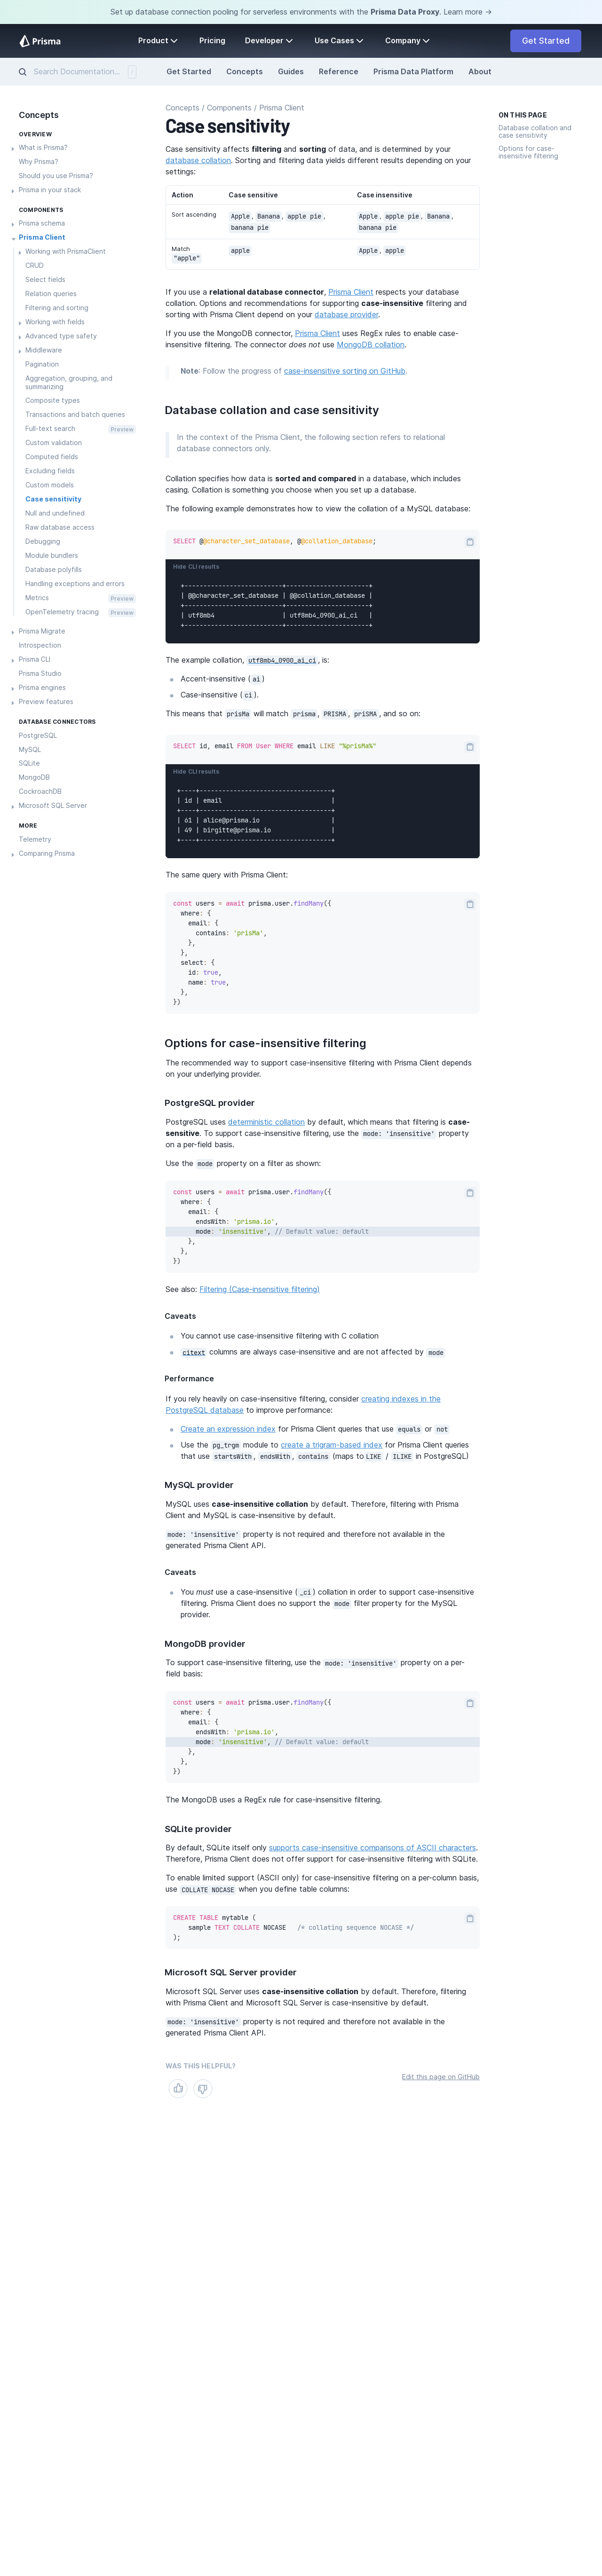 Set up database connection pooling for serverless environments with the Prisma Data Proxy. Learn more →
Prisma
Product
Pricing
Developer
Use Cases
Company
Get Started
Search Documentation... /
Get Started
Concepts
Guides
Reference
Prisma Data Platform
About
Concepts
OVERVIEW
What is Prisma?
Why Prisma?
Should you use Prisma?
Prisma in your stack
COMPONENTS
Prisma schema
Prisma Client
Working with PrismaClient
CRUD
Select fields
Relation queries
Filtering and sorting
Working with fields
Advanced type safety
Middleware
Pagination
Aggregation, grouping, and
summarizing
Composite types
Transactions and batch queries
Full-text search Preview
Custom validation
Computed fields
Excluding fields
Custom models
Case sensitivity
Null and undefined
Raw database access
Debugging
Module bundlers
Database polyfills
Handling exceptions and errors
Metrics Preview
OpenTelemetry tracing Preview
Prisma Migrate
Introspection
Prisma CLI
Prisma Studio
Prisma engines
Preview features
DATABASE CONNECTORS
PostgreSQL
MySQL
SQLite
MongoDB
CockroachDB
Microsoft SQL Server
MORE
Telemetry
Comparing Prisma
Concepts / Components / Prisma Client
Case sensitivity
Case sensitivity affects filtering and sorting of data, and is determined by your
database collation. Sorting and filtering data yields different results depending on your
settings:
Action Case sensitive Case insensitive
Sort ascending Apple, Banana, apple pie, Apple, apple pie, Banana,
banana pie banana pie
Match apple Apple, apple
"apple"
If you use a relational database connector, Prisma Client respects your database
collation. Options and recommendations for supporting case-insensitive filtering and
sorting with Prisma Client depend on your database provider.
If you use the MongoDB connector, Prisma Client uses RegEx rules to enable case-
insensitive filtering. The connector does not use MongoDB collation.
Note: Follow the progress of case-insensitive sorting on GitHub.
Database collation and case sensitivity
In the context of the Prisma Client, the following section refers to relational
database connectors only.
Collation specifies how data is sorted and compared in a database, which includes
casing. Collation is something you choose when you set up a database.
The following example demonstrates how to view the collation of a MySQL database:
SELECT @@character_set_database, @@collation_database;
Hide CLI results
+--------------------------+----------------------+
| @@character_set_database | @@collation_database |
+--------------------------+----------------------+
| utf8mb4                  | utf8mb4_0900_ai_ci   |
+--------------------------+----------------------+
The example collation, utf8mb4_0900_ai_ci, is:
Accent-insensitive (ai)
Case-insensitive (ci).
This means that prisMa will match prisma, PRISMA, priSMA, and so on:
SELECT id, email FROM User WHERE email LIKE "%prisMa%"
Hide CLI results
+----+-----------------------------------+
| id | email                             |
+----+-----------------------------------+
| 61 | alice@prisma.io                   |
| 49 | birgitte@prisma.io                |
+----+-----------------------------------+
The same query with Prisma Client:
const users = await prisma.user.findMany({
where: {
email: {
contains: 'prisMa',
},
},
select: {
id: true,
name: true,
},
})
Options for case-insensitive filtering
The recommended way to support case-insensitive filtering with Prisma Client depends
on your underlying provider.
PostgreSQL provider
PostgreSQL uses deterministic collation by default, which means that filtering is case-
sensitive. To support case-insensitive filtering, use the mode: 'insensitive' property
on a per-field basis.
Use the mode property on a filter as shown:
const users = await prisma.user.findMany({
where: {
email: {
endsWith: 'prisma.io',
mode: 'insensitive', // Default value: default
},
},
})
See also: Filtering (Case-insensitive filtering)
Caveats
You cannot use case-insensitive filtering with C collation
citext columns are always case-insensitive and are not affected by mode
Performance
If you rely heavily on case-insensitive filtering, consider creating indexes in the
PostgreSQL database to improve performance:
Create an expression index for Prisma Client queries that use equals or not
Use the pg_trgm module to create a trigram-based index for Prisma Client queries
that use startsWith, endsWith, contains (maps to LIKE / ILIKE in PostgreSQL)
MySQL provider
MySQL uses case-insensitive collation by default. Therefore, filtering with Prisma
Client and MySQL is case-insensitive by default.
mode: 'insensitive' property is not required and therefore not available in the
generated Prisma Client API.
Caveats
You must use a case-insensitive (_ci) collation in order to support case-insensitive
filtering. Prisma Client does no support the mode filter property for the MySQL
provider.
MongoDB provider
To support case-insensitive filtering, use the mode: 'insensitive' property on a per-
field basis:
const users = await prisma.user.findMany({
where: {
email: {
endsWith: 'prisma.io',
mode: 'insensitive', // Default value: default
},
},
})
The MongoDB uses a RegEx rule for case-insensitive filtering.
SQLite provider
By default, SQLite itself only supports case-insensitive comparisons of ASCII characters.
Therefore, Prisma Client does not offer support for case-insensitive filtering with SQLite.
To enable limited support (ASCII only) for case-insensitive filtering on a per-column basis,
use COLLATE NOCASE when you define table columns:
CREATE TABLE mytable (
sample TEXT COLLATE NOCASE /* collating sequence NOCASE */
);
Microsoft SQL Server provider
Microsoft SQL Server uses case-insensitive collation by default. Therefore, filtering
with Prisma Client and Microsoft SQL Server is case-insensitive by default.
mode: 'insensitive' property is not required and therefore not available in the
generated Prisma Client API.
WAS THIS HELPFUL?
Edit this page on GitHub
ON THIS PAGE
Database collation and
case sensitivity
Options for case-
insensitive filtering